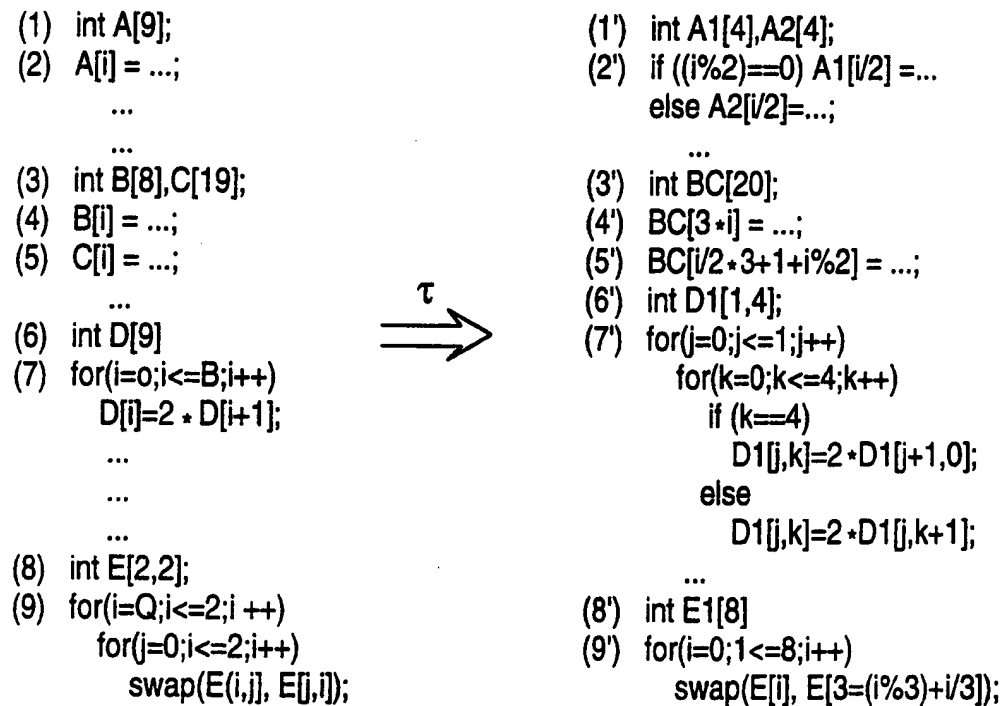 (1) int A[9];
(2) A[i] = ...;
...
...
(3) int B[8],C[19];
(4) B[i] = ...;
(5) C[i] = ...;
...
(6) int D[9]
(7) for(i=o;i<=B;i++)
D[i]=2 * D[i+1];
...
...
...
(8) int E[2,2];
(9) for(i=Q;i<=2;i ++)
for(j=0;i<=2;i++)
swap(E(i,j], E[j,i]);
τ
(1') int A1[4],A2[4];
(2') if ((i%2)==0) A1[i/2] =...
else A2[i/2]=...;
...
(3') int BC[20];
(4') BC[3*i] = ...;
(5') BC[i/2*3+1+i%2] = ...;
(6') int D1[1,4];
(7') for(j=0;j<=1;j++)
for(k=0;k<=4;k++)
if (k==4)
D1[j,k]=2*D1[j+1,0];
else
D1[j,k]=2*D1[j,k+1];
...
(8') int E1[8]
(9') for(i=0;1<=8;i++)
swap(E[i], E[3=(i%3)+i/3]);